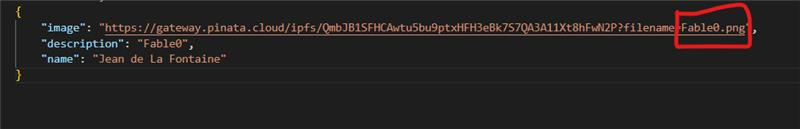 {
"image": "https://gateway.pinata.cloud/ipfs/QmbJB1SFHCAwtu5bu9ptxHFH3eBk7S7QA3A11Xt8hFwN2P?filename=Fable0.png",
"description": "Fable0",
"name": "Jean de La Fontaine"
}